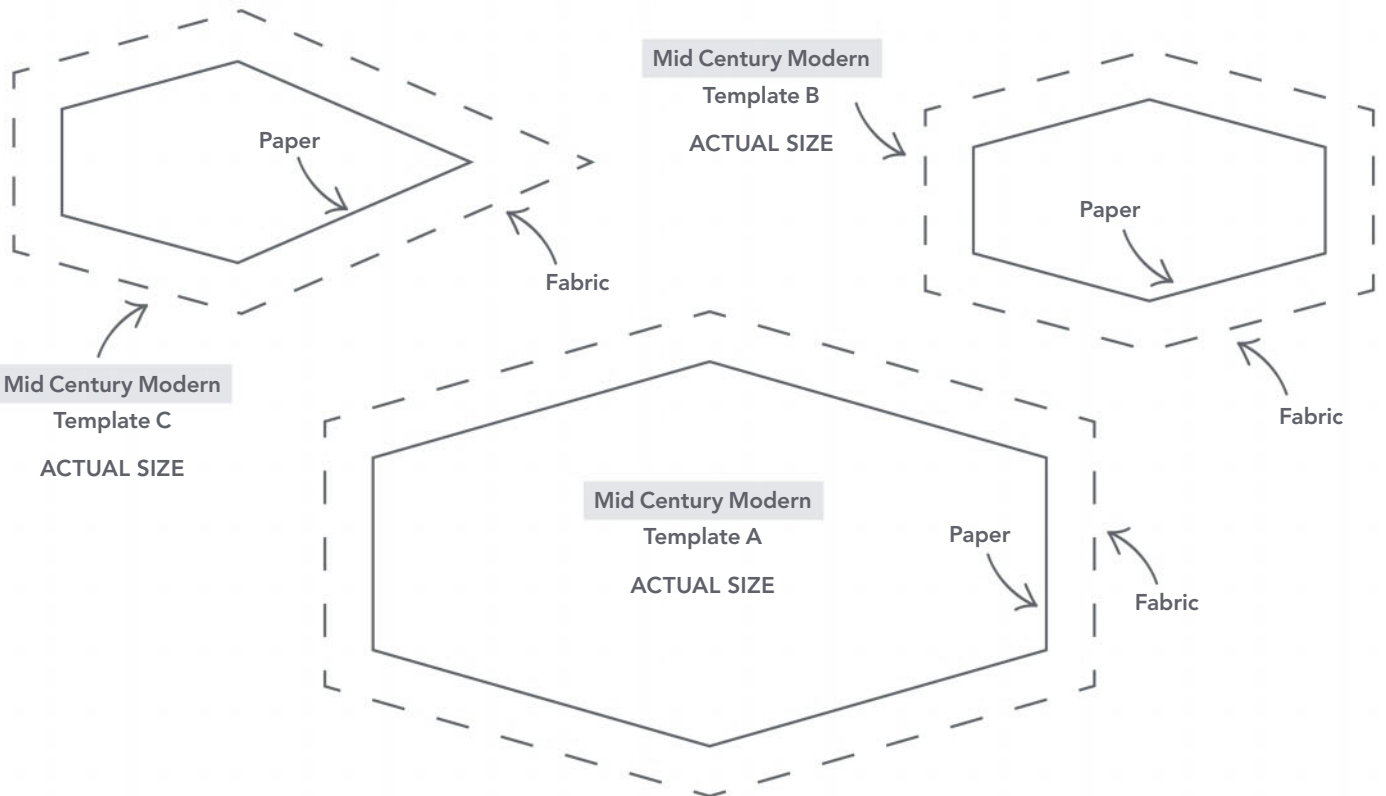 Paper
Fabric
Mid Century Modern
Template C
ACTUAL SIZE
Mid Century Modern
Template B
ACTUAL SIZE
Paper
Fabric
Mid Century Modern
Template A
ACTUAL SIZE
Paper
Fabric